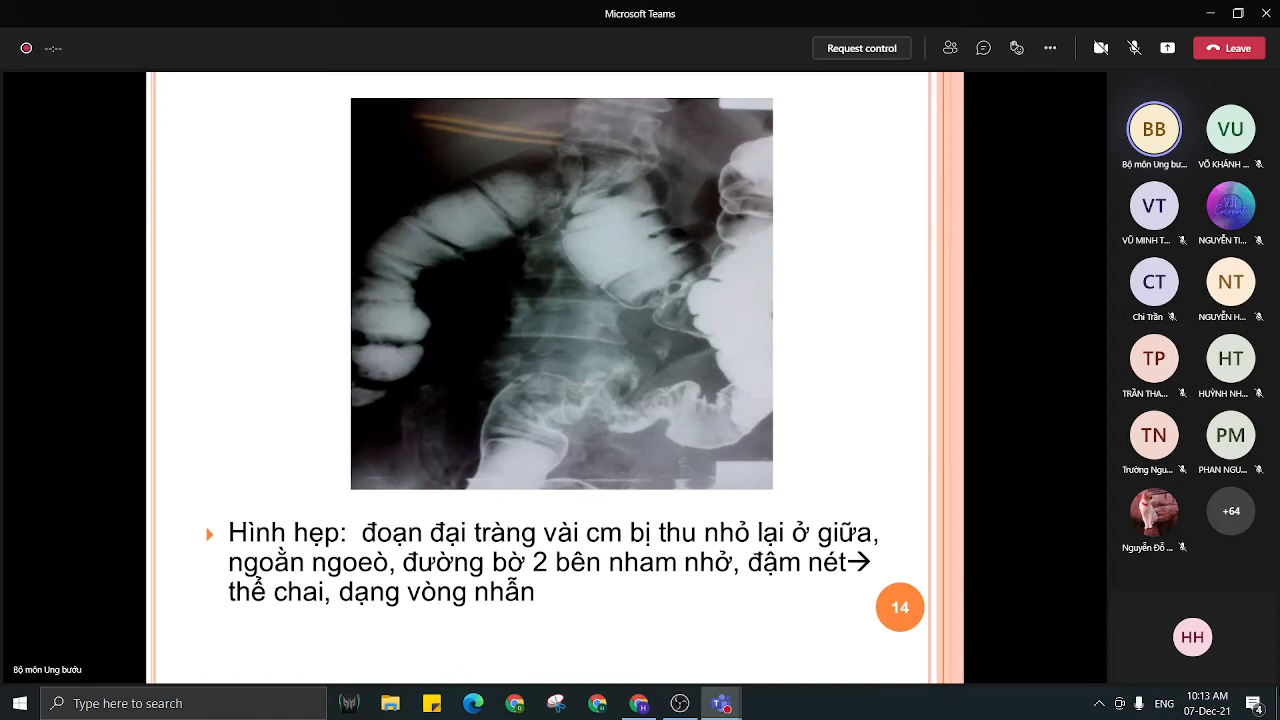 Microsoft Teams
--:--
Request control
Leave
BB
VU
Bộ môn Ung bư...
VÕ KHÁNH ...
VT
VŨ MINH T...
NGUYỄN TI...
CT
NT
Chi Trần
NGUYỄN H...
TP
HT
TRẦN THA...
HUỲNH NH...
TN
PM
Trường Ngu...
PHAN NGU...
+64
Nguyễn Đỗ...
HH
Hình hẹp: đoạn đại tràng vài cm bị thu nhỏ lại ở giữa,
ngoằn ngoeò, đường bờ 2 bên nham nhở, đậm nét→
thể chai, dạng vòng nhẫn
14
Bộ môn Ung bướu
Type here to search
ENG
10:13 AM
07-Dec-21